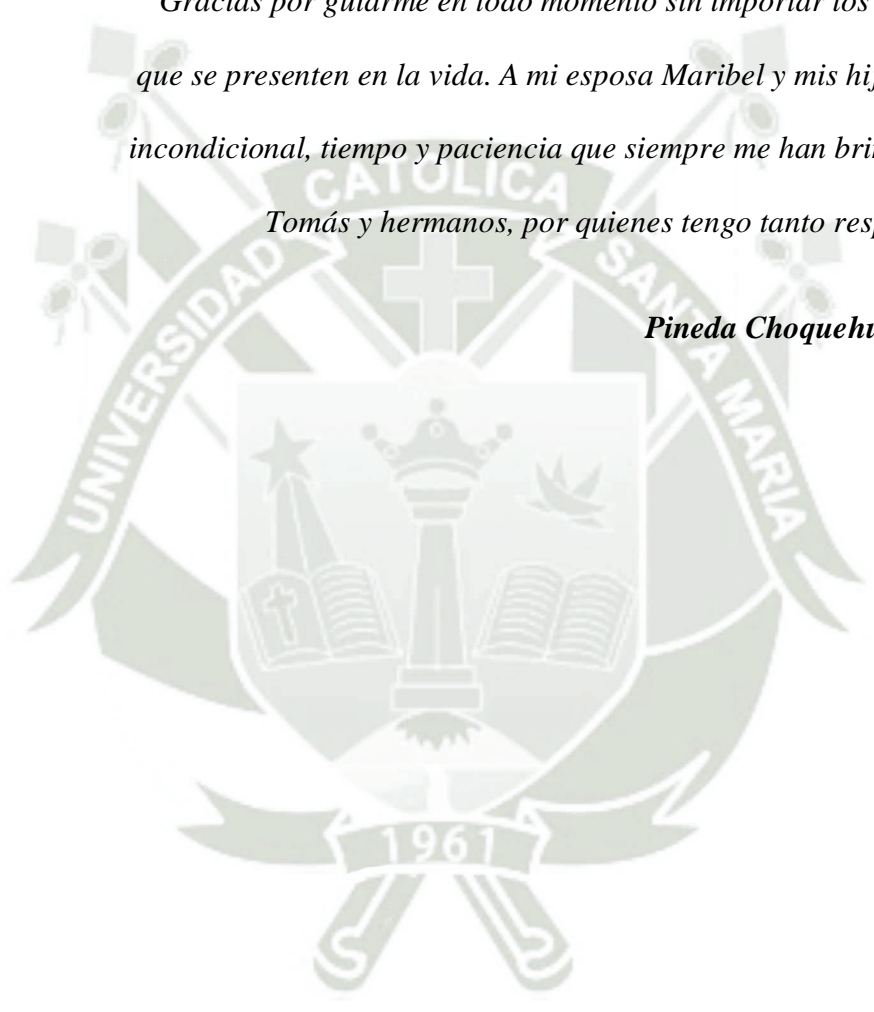 Gracias por guiarme en todo momento sin importar los
que se presenten en la vida. A mi esposa Maribel y mis
incondicional, tiempo y paciencia que siempre me han
Tomás y hermanos, por quienes tengo tanto
Pineda
UNIVERSIDAD CATOLICA SANTA MARIA
1961